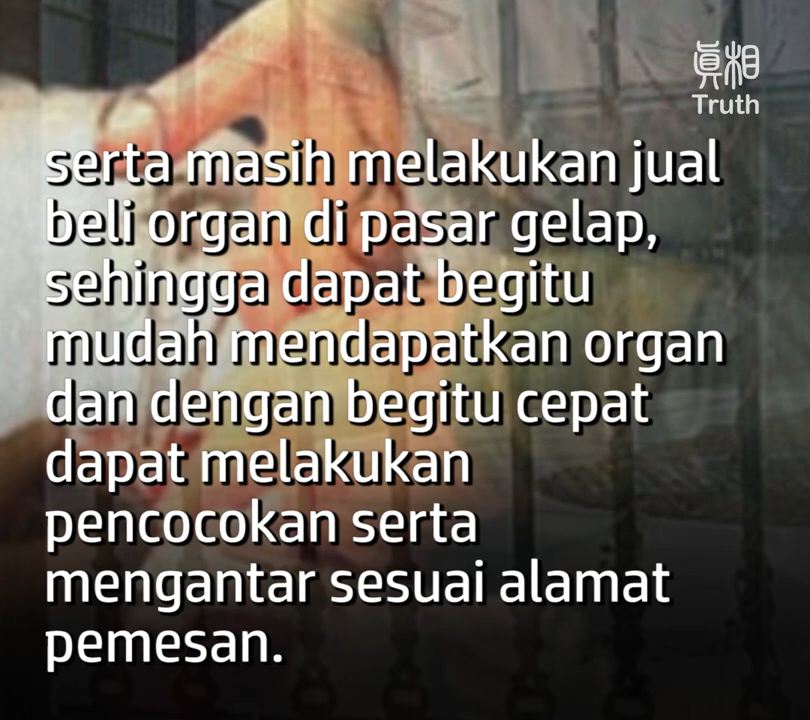 真相
Truth
serta masih melakukan jual
beli organ di pasar gelap,
sehingga dapat begitu
mudah mendapatkan organ
dan dengan begitu cepat
dapat melakukan
pencocokan serta
mengantar sesuai alamat
pemesan.